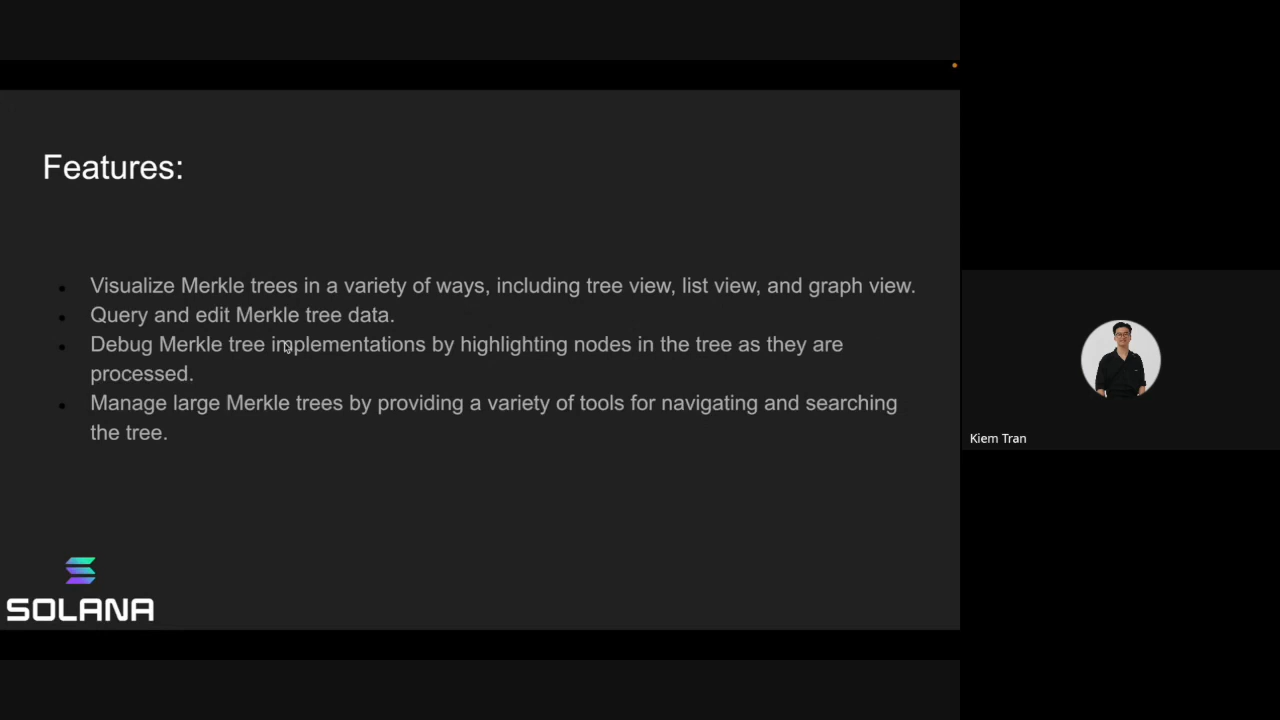 Features:
Visualize Merkle trees in a variety of ways, including tree view, list view, and graph view.
Query and edit Merkle tree data.
Debug Merkle tree implementations by highlighting nodes in the tree as they are
processed.
Manage large Merkle trees by providing a variety of tools for navigating and searching
the tree.
SOLANA
Kiem Tran